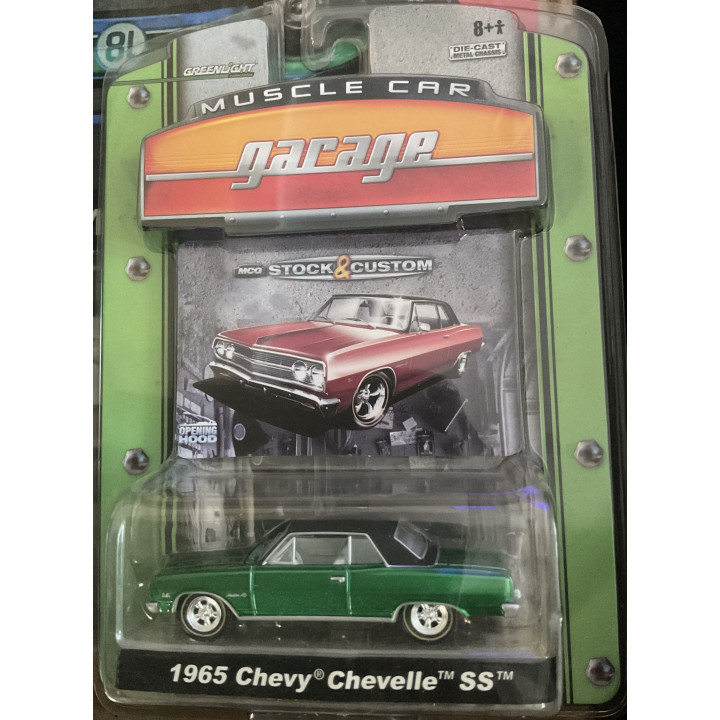 8+
DIE-CAST
METAL CHASSIS
GREENLIGHT
MUSCLE CAR
garage
MCG STOCK & CUSTOM
OPENING
HOOD
1965 Chevy® Chevelle™ SS™